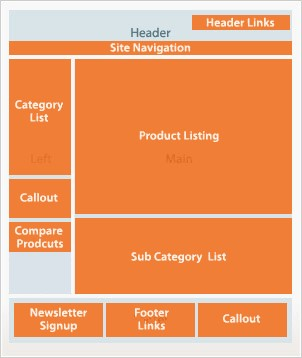 Header Links
Header
Site Navigation
Category
List
Left
Product Listing
Main
Callout
Compare
Prodcuts
Sub Category List
Newsletter
Signup
Footer
Links
Callout